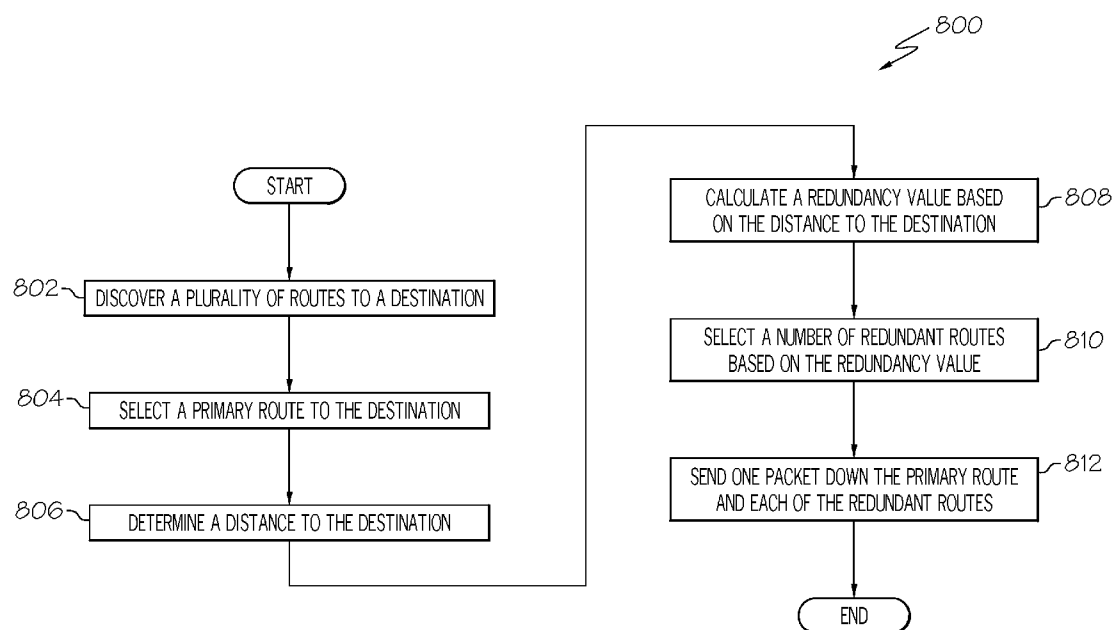 800
START
802
DISCOVER A PLURALITY OF ROUTES TO A DESTINATION
804
SELECT A PRIMARY ROUTE TO THE DESTINATION
806
DETERMINE A DISTANCE TO THE DESTINATION
CALCULATE A REDUNDANCY VALUE BASED
ON THE DISTANCE TO THE DESTINATION
808
SELECT A NUMBER OF REDUNDANT ROUTES
BASED ON THE REDUNDANCY VALUE
810
SEND ONE PACKET DOWN THE PRIMARY ROUTE
AND EACH OF THE REDUNDANT ROUTES
812
END